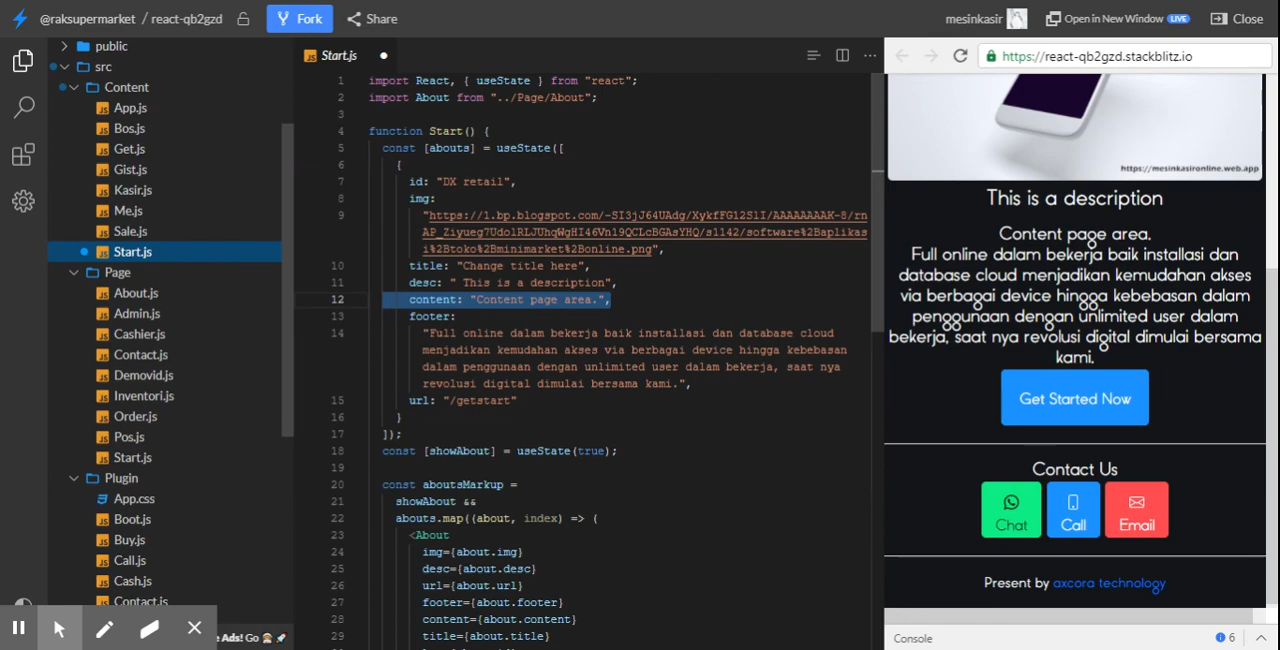 @raksupermarket / react-qb2gzd
Fork
Share
mesinkasir
Open in New Window LIVE
Close
public
src
Content
App.js
Bos.js
Get.js
Gist.js
Kasir.js
Me.js
Sale.js
Start.js
Page
About.js
Admin.js
Cashier.js
Contact.js
Demovid.js
Inventori.js
Order.js
Pos.js
Start.js
Plugin
App.css
Boot.js
Buy.js
Call.js
Cash.js
Contact.js
e Ads! Go
Start.js
1 import React, { useState } from "react";
2 import About from "../Page/About";
3
4 function Start() {
5 const [abouts] = useState([
6 {
7 id: "DX retail",
8 img:
9 "https://1.bp.blogspot.com/-SI3jJ64UAdg/XykfFG12SlI/AAAAAAAAK-8/rn
AP_Ziyueg7UdolRLJUhqWgHI46Vn19QCLcBGAsYHQ/s1142/software%2Baplikas
i%2Btoko%2Bminimarket%2Bonline.png",
10 title: "Change title here",
11 desc: " This is a description",
12 content: "Content page area.",
13 footer:
14 "Full online dalam bekerja baik installasi dan database cloud
menjadikan kemudahan akses via berbagai device hingga kebebasan
dalam penggunaan dengan unlimited user dalam bekerja, saat nya
revolusi digital dimulai bersama kami.",
15 url: "/getstart"
16 }
17 ]);
18 const [showAbout] = useState(true);
19
20 const aboutsMarkup =
21 showAbout &&
22 abouts.map((about, index) => (
23 <About
24 img={about.img}
25 desc={about.desc}
26 url={about.url}
27 footer={about.footer}
28 content={about.content}
29 title={about.title}
https://react-qb2gzd.stackblitz.io
https://mesinkasironline.web.app
This is a description
Content page area.
Full online dalam bekerja baik installasi dan
database cloud menjadikan kemudahan akses
via berbagai device hingga kebebasan dalam
penggunaan dengan unlimited user dalam
bekerja, saat nya revolusi digital dimulai bersama
kami.
Get Started Now
Contact Us
Chat
Call
Email
Present by axcora technology
Console
6